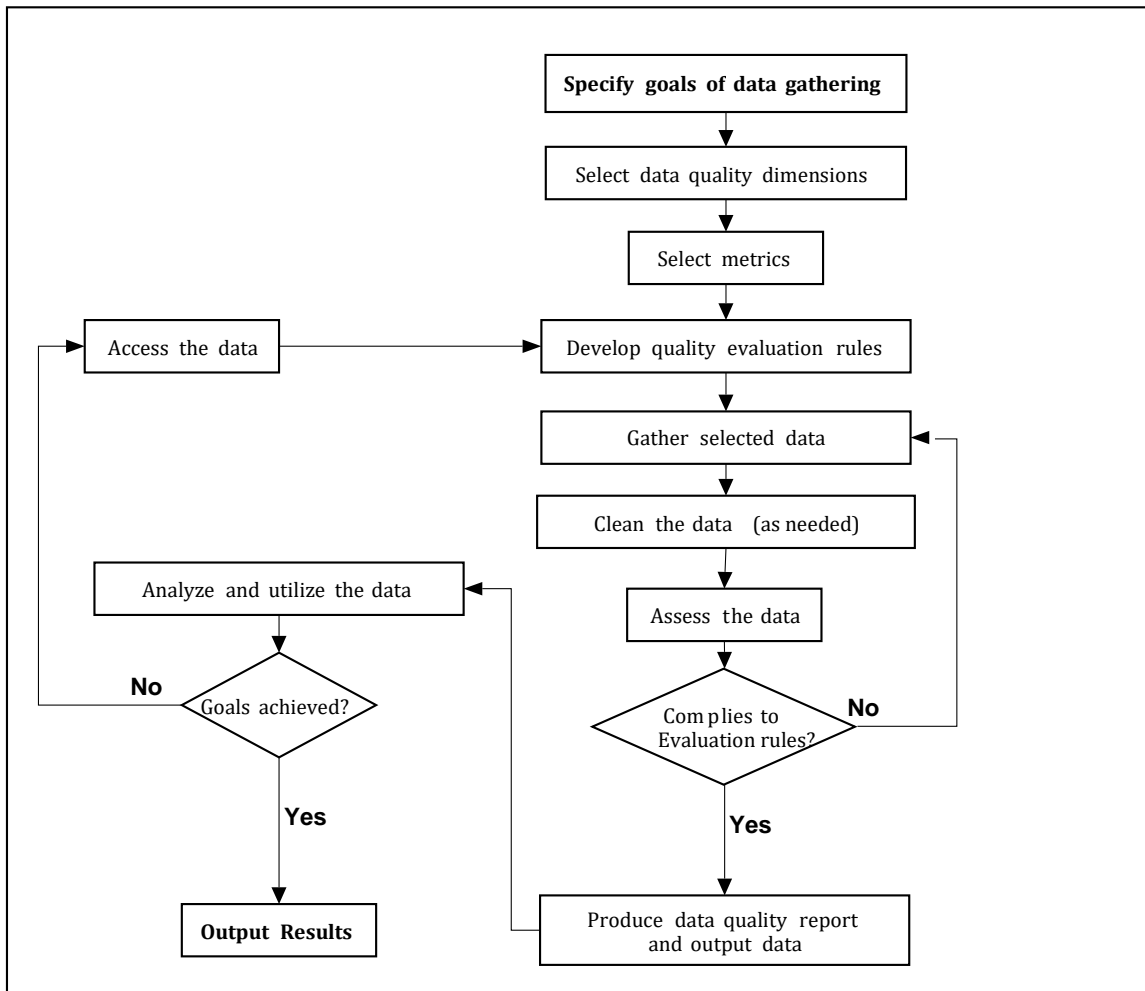 Specify goals of data gathering
Select data quality dimensions
Select metrics
Access the data
Develop quality evaluation rules
Gather selected data
Clean the data (as needed)
Analyze and utilize the data
Assess the data
No
Goals achieved?
Com plies to
Evaluation rules?
No
Yes
Yes
Output Results
Produce data quality report
and output data